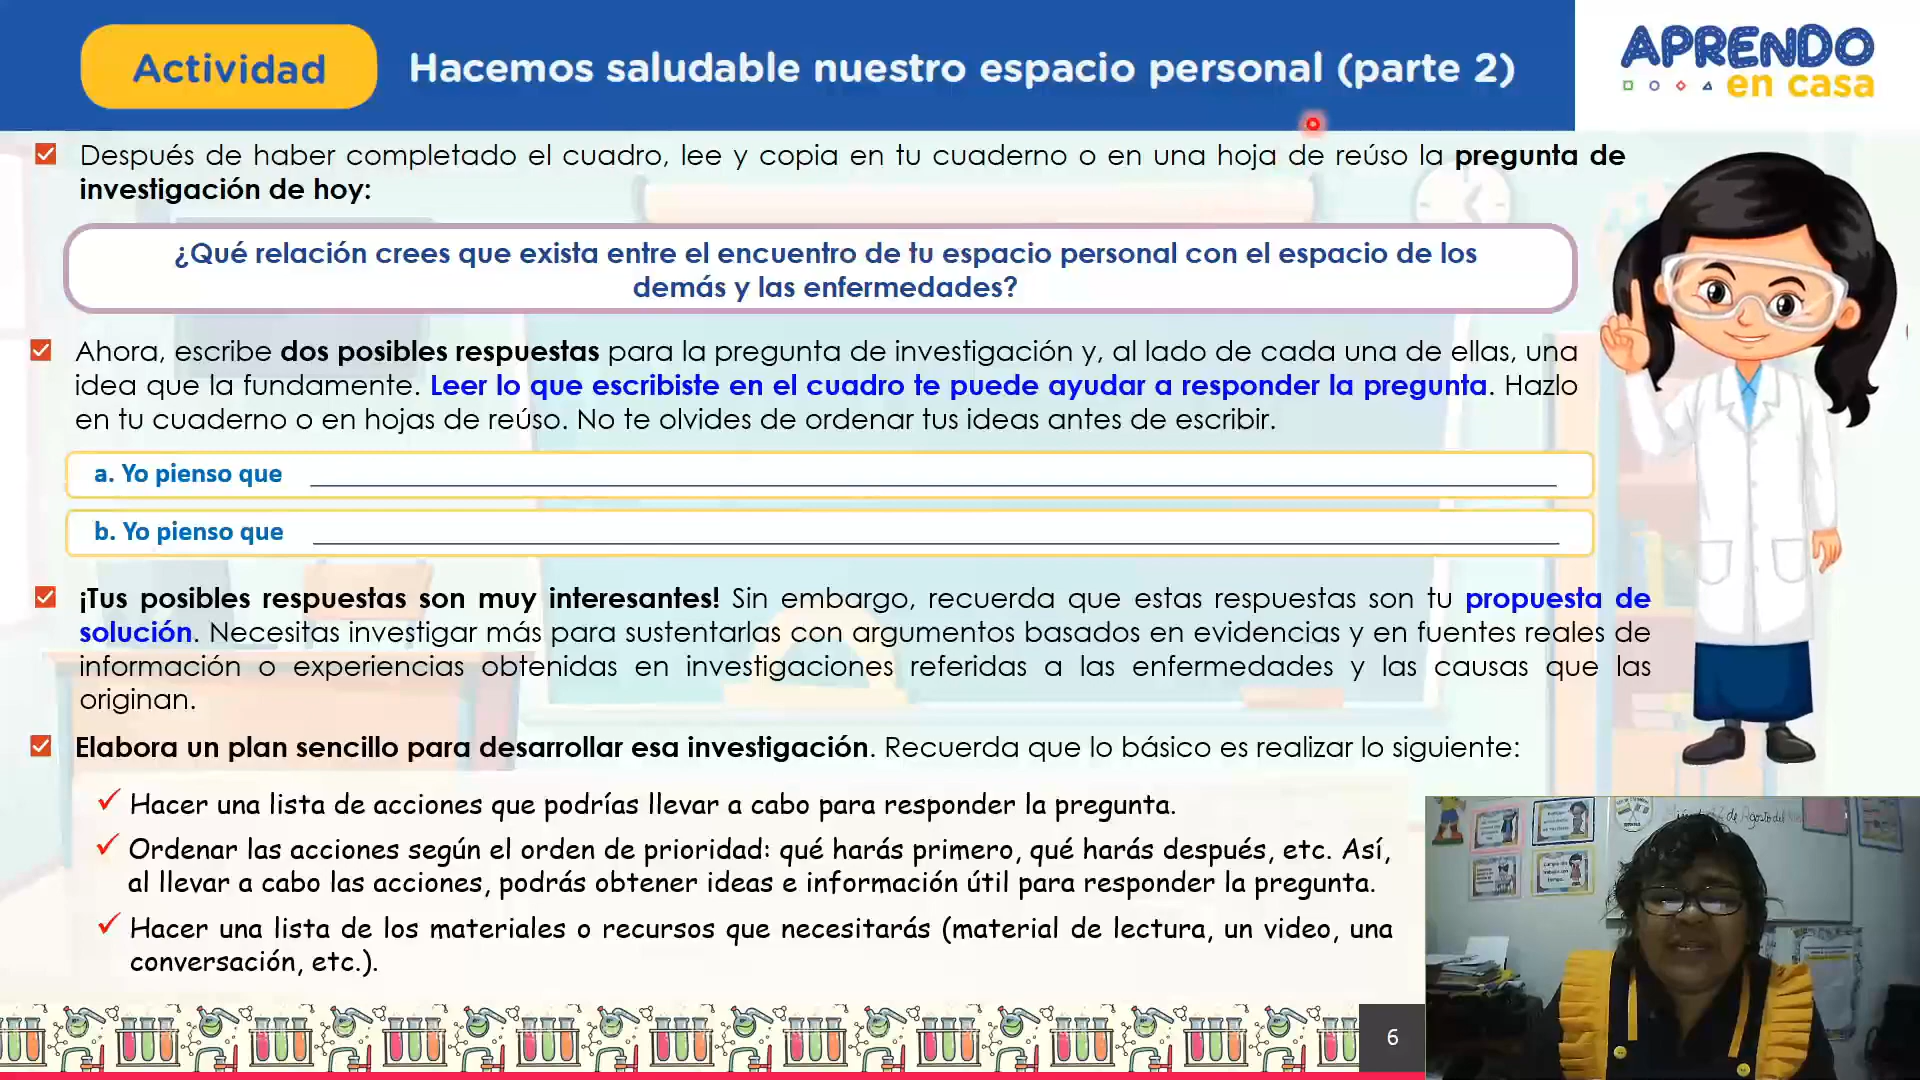 Actividad
Hacemos saludable nuestro espacio personal (parte 2)
APRENDO
en casa
Después de haber completado el cuadro, lee y copia en tu cuaderno o en una hoja de reúso la pregunta de
investigación de hoy:
¿Qué relación crees que exista entre el encuentro de tu espacio personal con el espacio de los
demás y las enfermedades?
Ahora, escribe dos posibles respuestas para la pregunta de investigación y, al lado de cada una de ellas, una
idea que la fundamente. Leer lo que escribiste en el cuadro te puede ayudar a responder la pregunta. Hazlo
en tu cuaderno o en hojas de reúso. No te olvides de ordenar tus ideas antes de escribir.
a. Yo pienso que
b. Yo pienso que
¡Tus posibles respuestas son muy interesantes! Sin embargo, recuerda que estas respuestas son tu propuesta de
solución. Necesitas investigar más para sustentarlas con argumentos basados en evidencias y en fuentes reales de
información o experiencias obtenidas en investigaciones referidas a las enfermedades y las causas que las
originan.
Elabora un plan sencillo para desarrollar esa investigación. Recuerda que lo básico es realizar lo siguiente:
Hacer una lista de acciones que podrías llevar a cabo para responder la pregunta.
Ordenar las acciones según el orden de prioridad: qué harás primero, qué harás después, etc. Así,
al llevar a cabo las acciones, podrás obtener ideas e información útil para responder la pregunta.
Hacer una lista de los materiales o recursos que necesitarás (material de lectura, un video, una
conversación, etc.).
6
de Agosto del